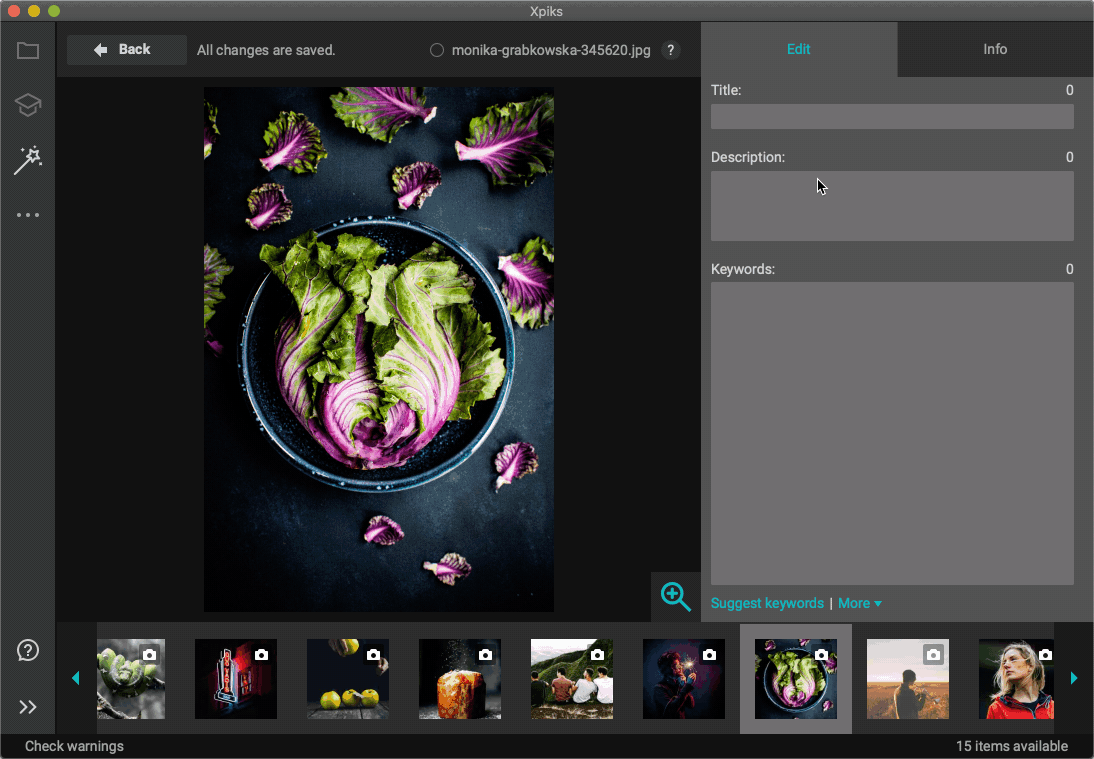 Xpiks
Back
All changes are saved.
monika-grabkowska-345620.jpg
?
Edit
Info
Title:
0
Description:
0
Keywords:
0
Suggest keywords | More
?
Check warnings
15 items available